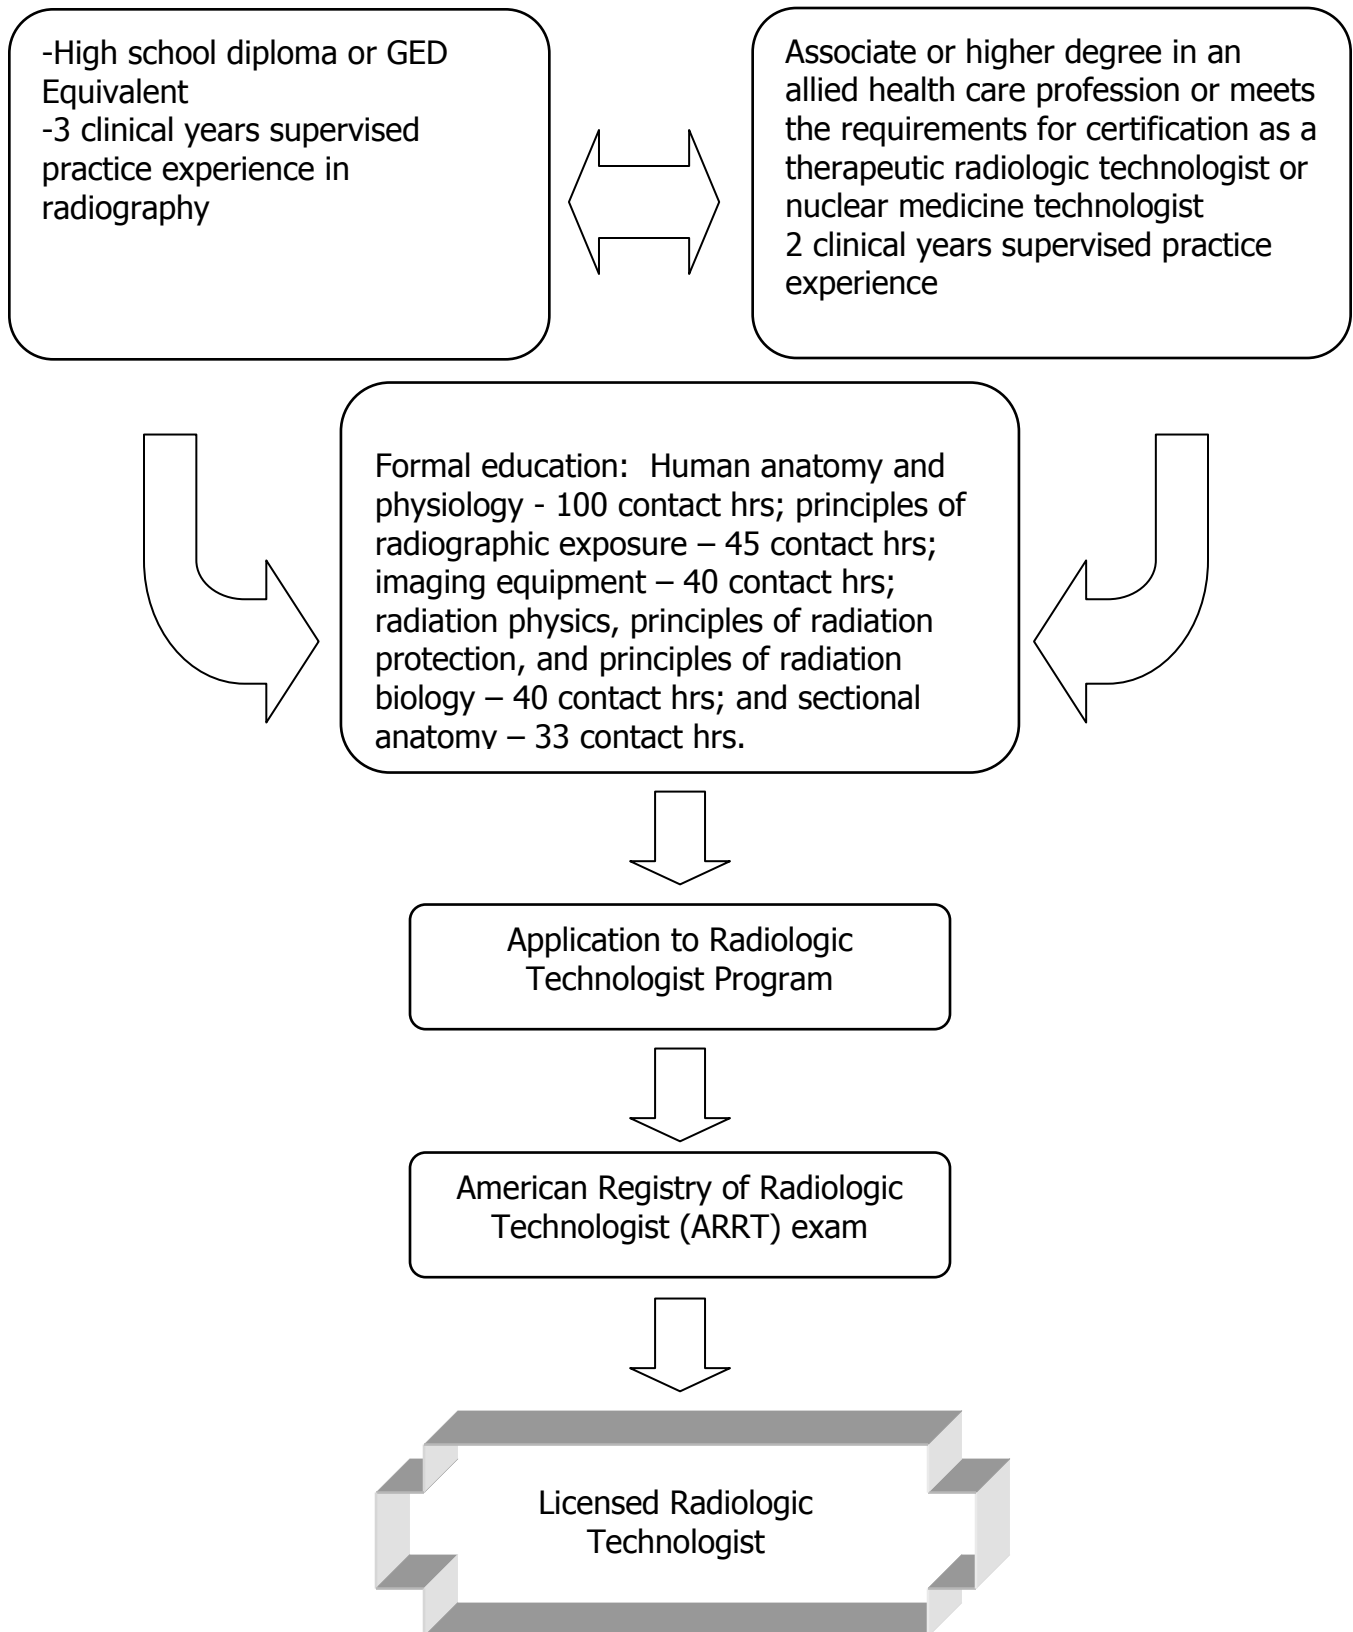 -High school diploma or GED
Equivalent
-3 clinical years supervised
practice experience in
radiography
Associate or higher degree in an
allied health care profession or meets
the requirements for certification as a
therapeutic radiologic technologist or
nuclear medicine technologist
2 clinical years supervised practice
experience
Formal education:  Human anatomy and
physiology - 100 contact hrs; principles of
radiographic exposure – 45 contact hrs;
imaging equipment – 40 contact hrs;
radiation physics, principles of radiation
protection, and principles of radiation
biology – 40 contact hrs; and sectional
anatomy – 33 contact hrs.
Application to Radiologic
Technologist Program
American Registry of Radiologic
Technologist (ARRT) exam
Licensed Radiologic
Technologist